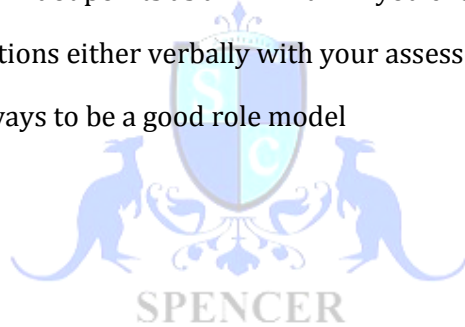 tions either verbally with your assess
ways to be a good role model
S
C
SPENCER